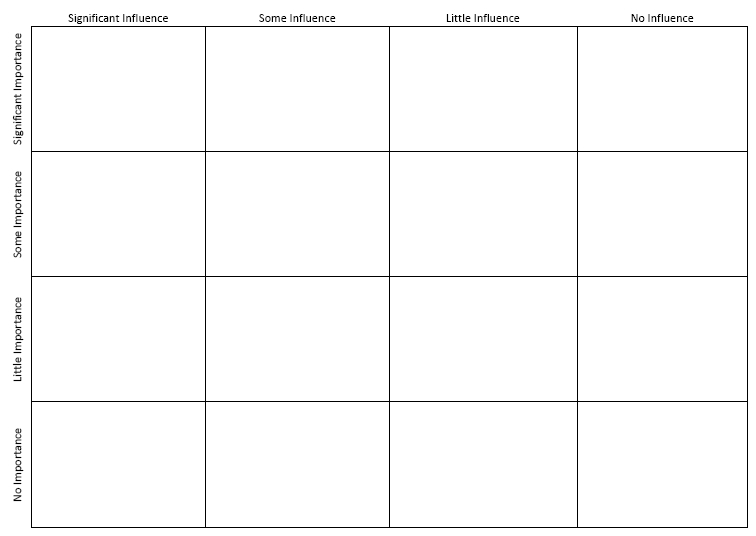 Significant Influence
Some Influence
Little Influence
No Influence
Significant Importance
Some Importance
Little Importance
No Importance